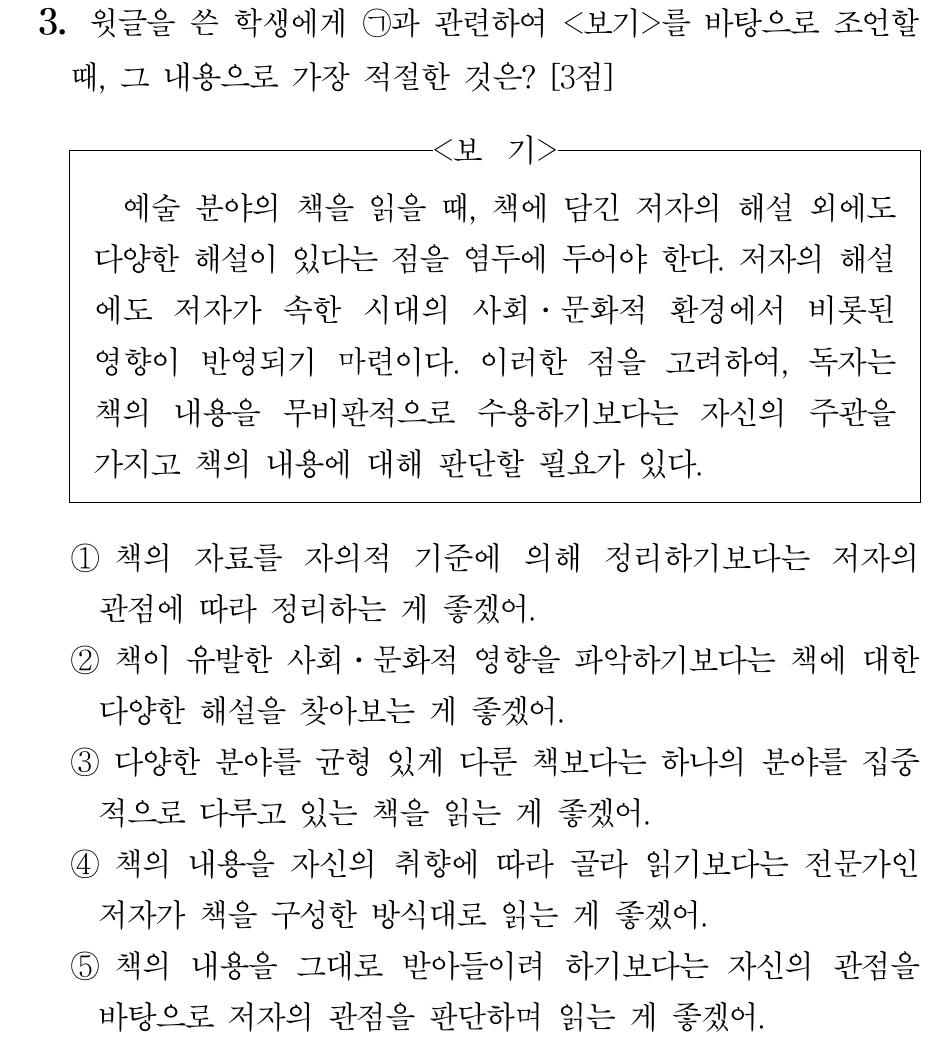 3. 윗글을 쓴 학생에게 ㉠과 관련하여 <보기>를 바탕으로 조언할
때, 그 내용으로 가장 적절한 것은? [3점]
<보 기>
예술 분야의 책을 읽을 때, 책에 담긴 저자의 해설 외에도
다양한 해설이 있다는 점을 염두에 두어야 한다. 저자의 해설
에도 저자가 속한 시대의 사회·문화적 환경에서 비롯된
영향이 반영되기 마련이다. 이러한 점을 고려하여, 독자는
책의 내용을 무비판적으로 수용하기보다는 자신의 주관을
가지고 책의 내용에 대해 판단할 필요가 있다.
① 책의 자료를 자의적 기준에 의해 정리하기보다는 저자의
관점에 따라 정리하는 게 좋겠어.
② 책이 유발한 사회·문화적 영향을 파악하기보다는 책에 대한
다양한 해설을 찾아보는 게 좋겠어.
③ 다양한 분야를 균형 있게 다룬 책보다는 하나의 분야를 집중
적으로 다루고 있는 책을 읽는 게 좋겠어.
④ 책의 내용을 자신의 취향에 따라 골라 읽기보다는 전문가인
저자가 책을 구성한 방식대로 읽는 게 좋겠어.
⑤ 책의 내용을 그대로 받아들이려 하기보다는 자신의 관점을
바탕으로 저자의 관점을 판단하며 읽는 게 좋겠어.